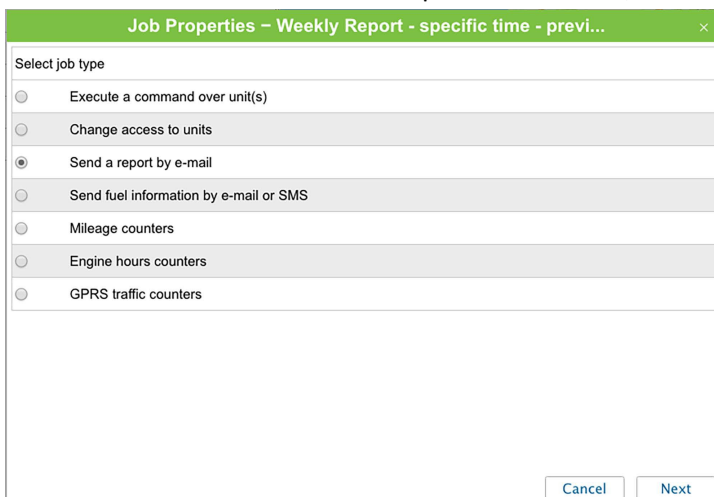 Job Properties – Weekly Report - specific time - previ...
Select job type
Execute a command over unit(s)
Change access to units
Send a report by e-mail
Send fuel information by e-mail or SMS
Mileage counters
Engine hours counters
GPRS traffic counters
Cancel Next